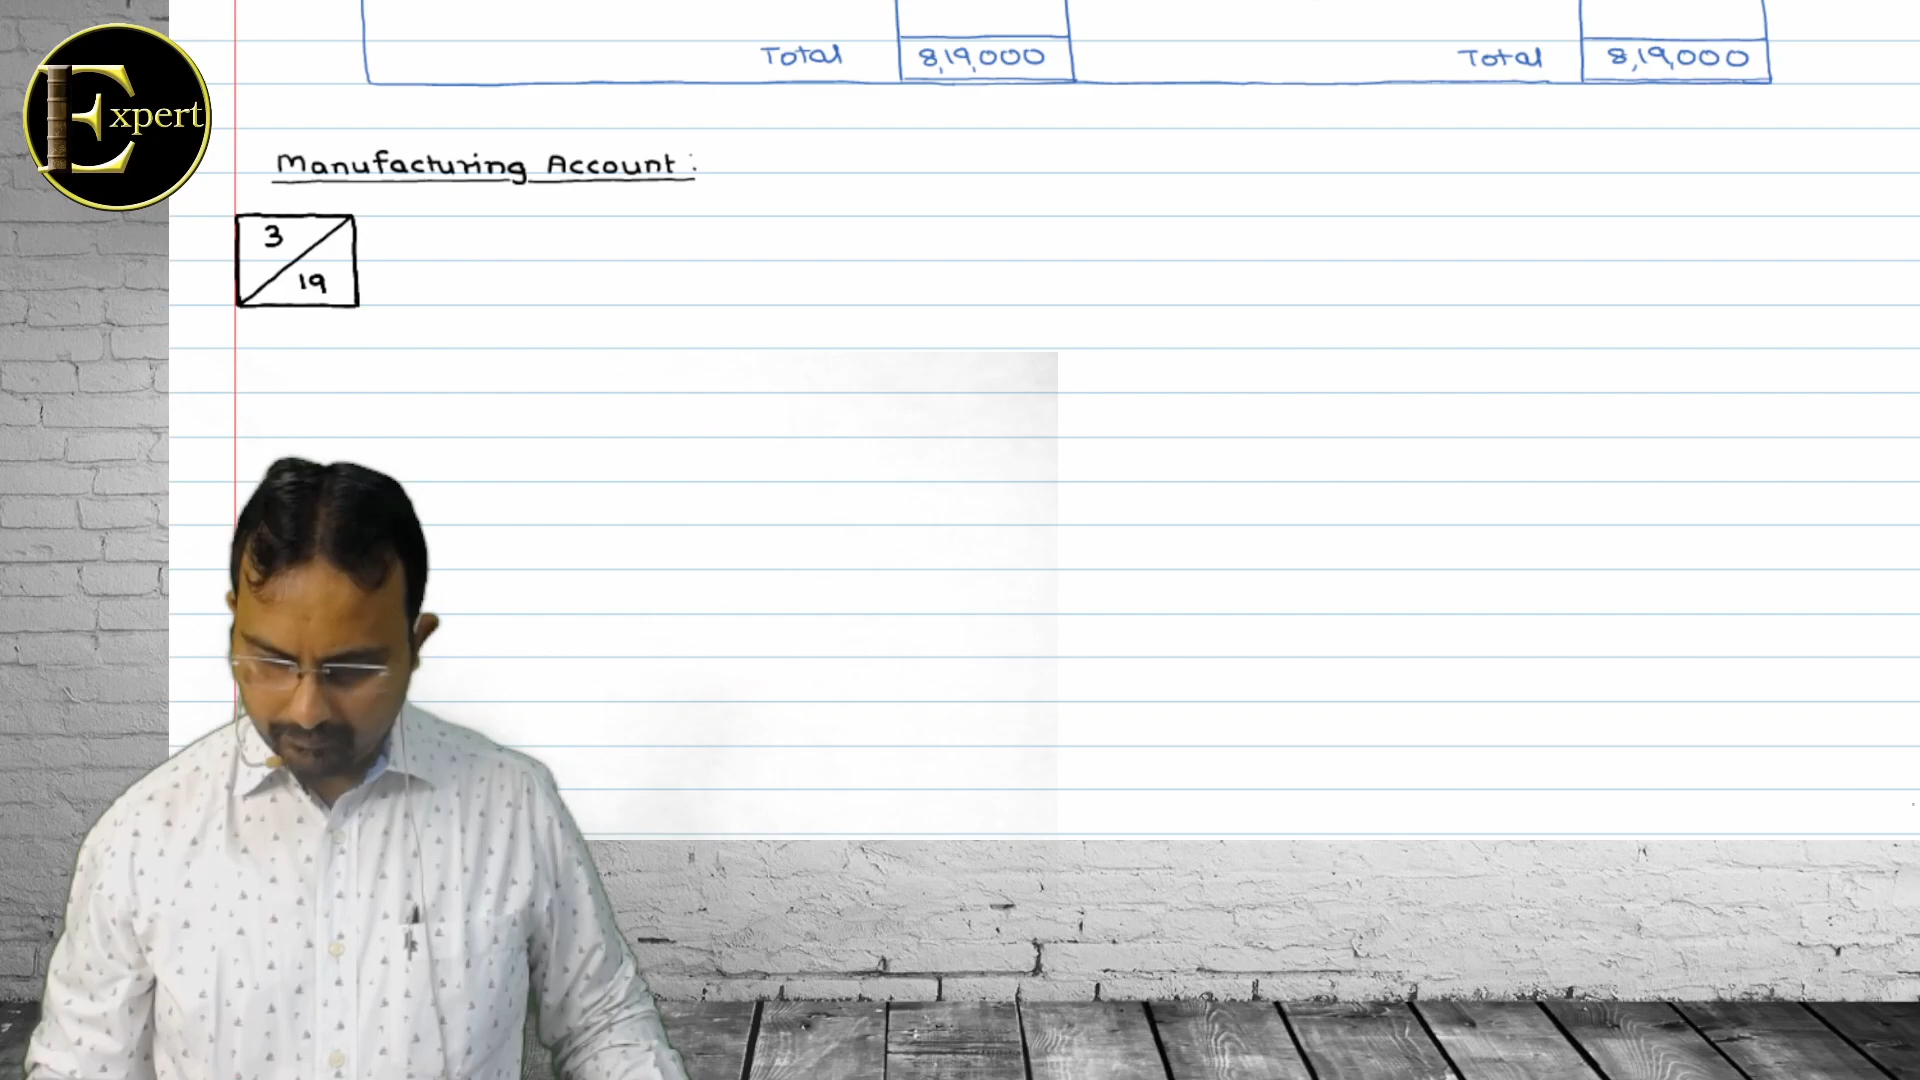 Total 8,19,000 Total 8,19,000
Expert
Manufacturing Account :
3
19